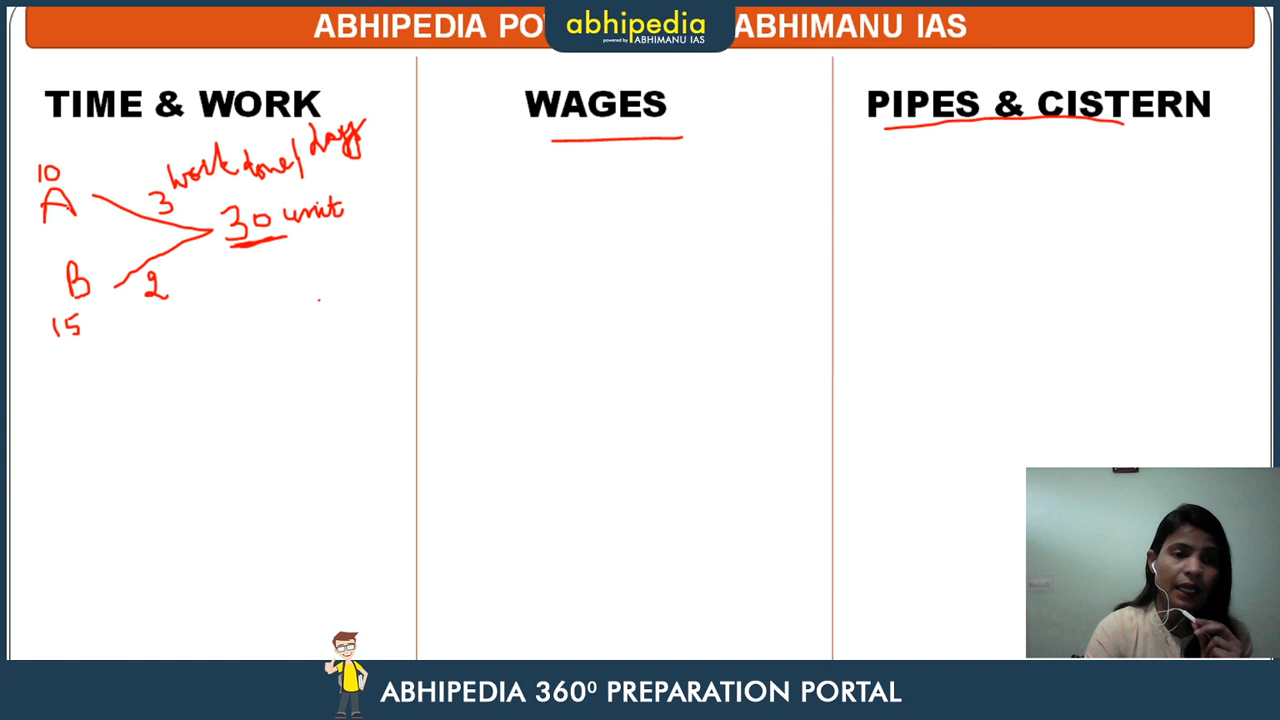 ABHIPEDIA PO
abhipedia
powered by ABHIMANU IAS
ABHIMANU IAS
TIME & WORK
WAGES
PIPES & CISTERN
10
A
3
work done/day
30 unit
B
2
15
ABHIPEDIA 360⁰ PREPARATION PORTAL